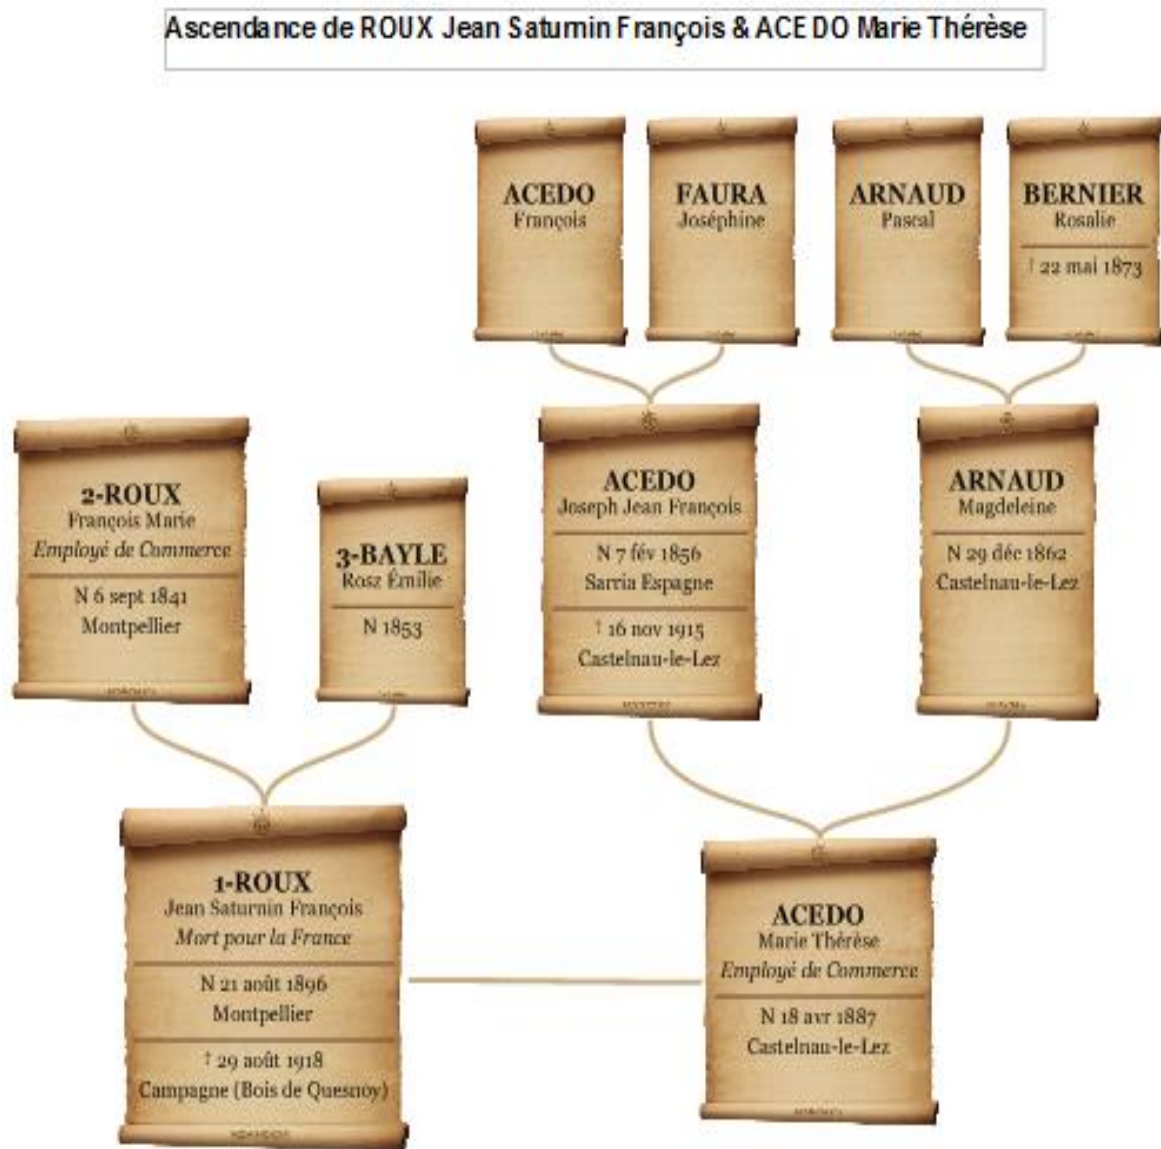 Ascendance de ROUX Jean Saturnin François & ACEDO Marie Thérèse
ACEDO
François
FAURA
Joséphine
ARNAUD
Pascal
BERNIER
Rosalie
† 22 mai 1873
2-ROUX
François Marie
Employé de Commerce
N 6 sept 1841
Montpellier
3-BAYLE
Rosz Émilie
N 1853
ACEDO
Joseph Jean François
N 7 fév 1856
Sarria Espagne
† 16 nov 1915
Castelnau-le-Lez
ARNAUD
Magdeleine
N 29 déc 1862
Castelnau-le-Lez
1-ROUX
Jean Saturnin François
Mort pour la France
N 21 août 1896
Montpellier
† 29 août 1918
Campagne (Bois de Quesnoy)
ACEDO
Marie Thérèse
Employé de Commerce
N 18 avr 1887
Castelnau-le-Lez